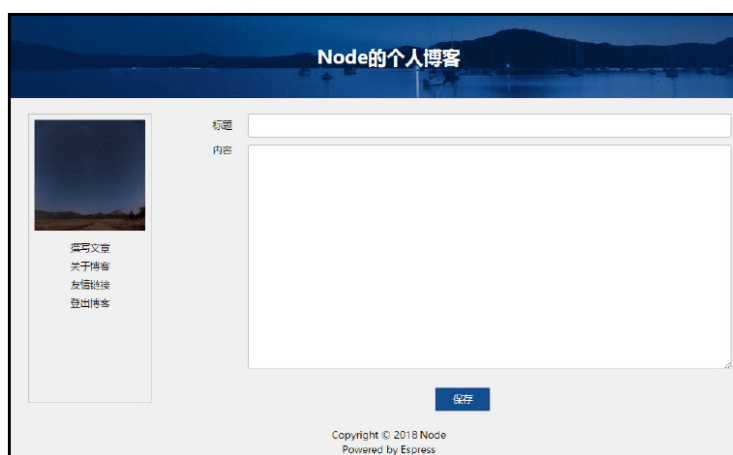 Node的个人博客
标题
内容
撰写文章
关于博客
友情链接
登出博客
保存
Copyright © 2018 Node
Powered by Espress